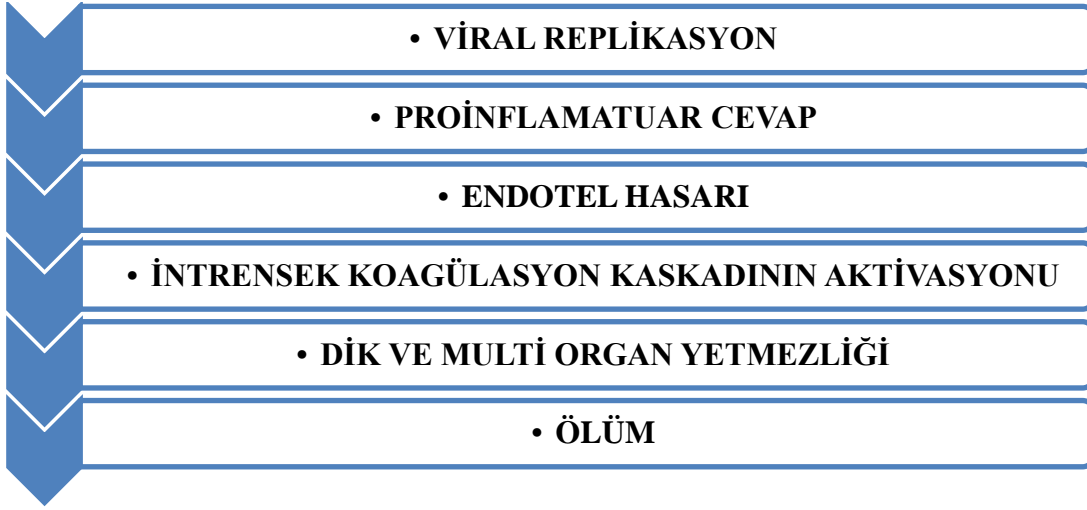 • VİRAL REPLİKASYON
• PROİNFLAMATUAR CEVAP
• ENDOTEL HASARI
• İNTRENSEK KOAGÜLASYON KASKADININ AKTİVASYONU
• DİK VE MULTİ ORGAN YETMEZLİĞİ
• ÖLÜM